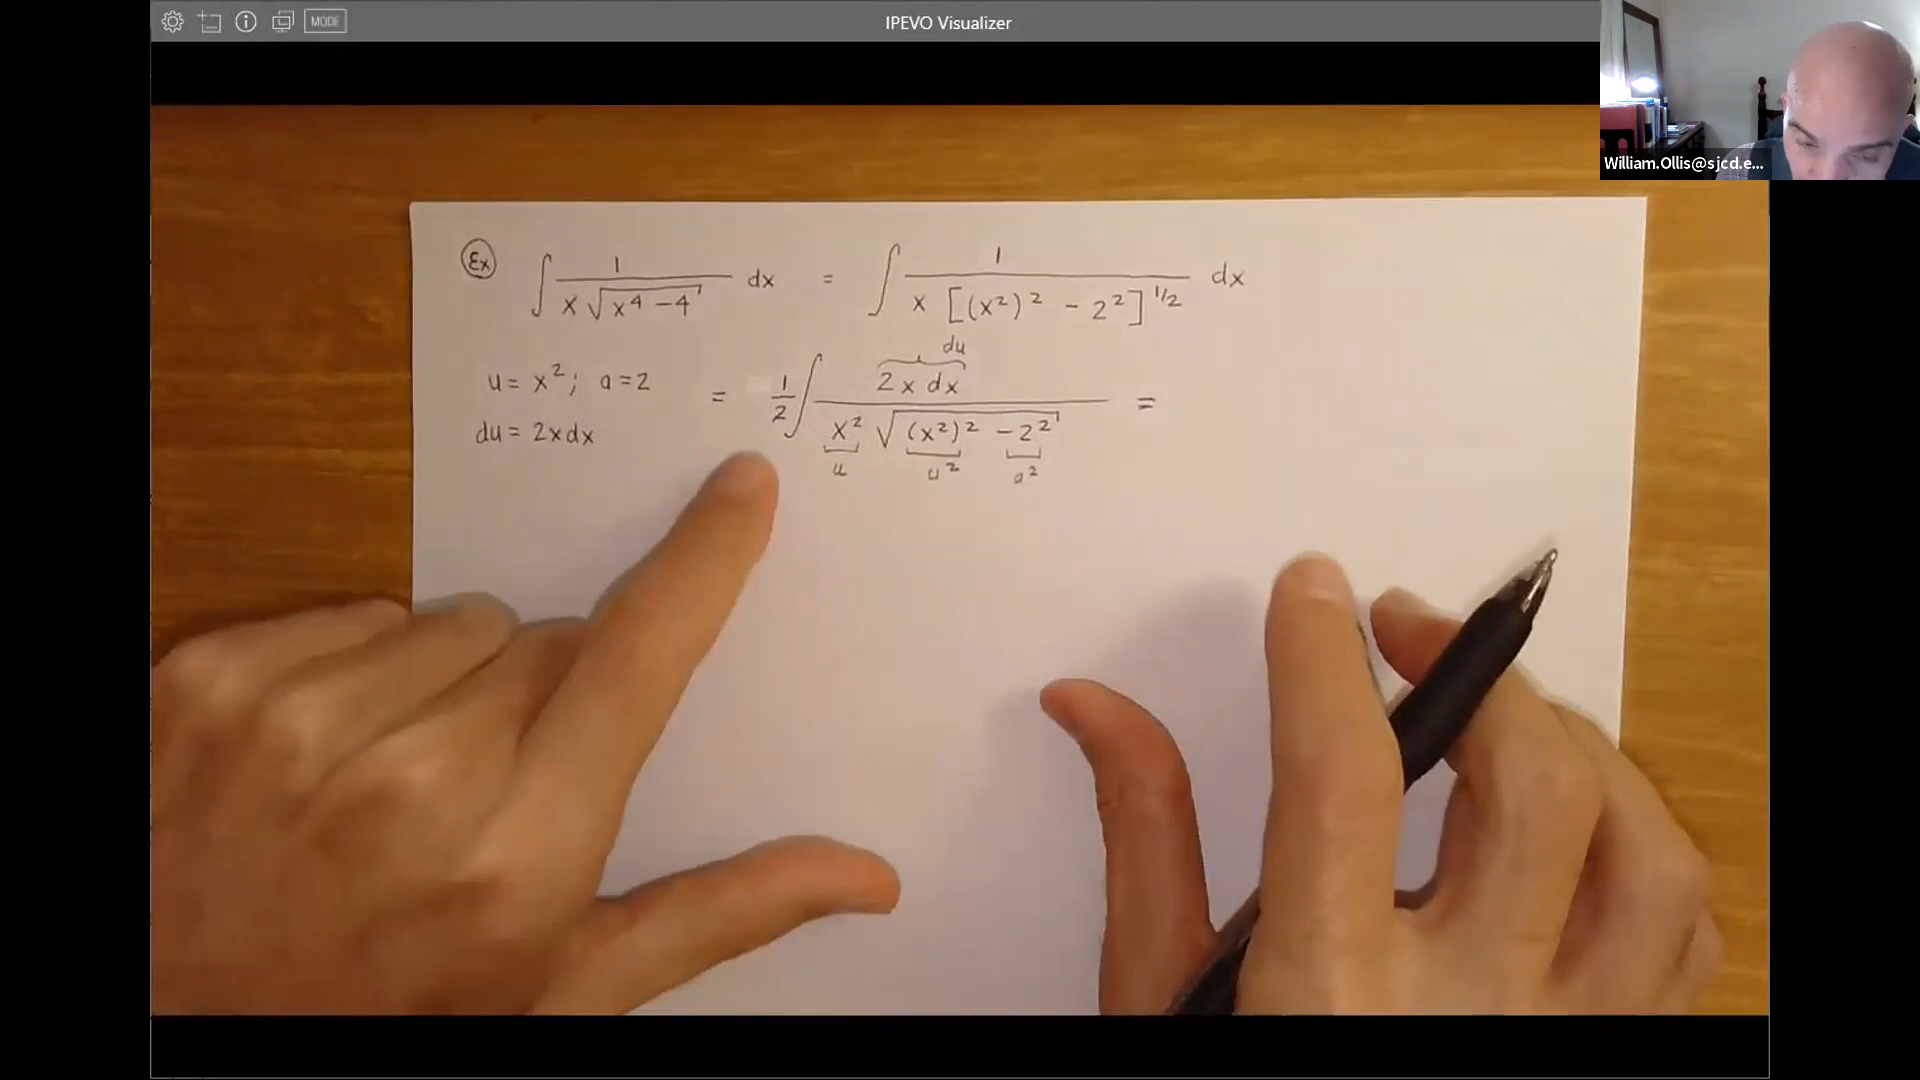 MODE
IPEVO Visualizer
William.Ollis@sjcd.e...
Ex ∫ 1 / (x √(x⁴ - 4)) dx = ∫ 1 / (x [(x²)² - 2²]^(1/2)) dx
u = x²; a = 2
du = 2x dx
= 1/2 ∫ 2x dx / (x² √((x²)² - 2²)) =
du
u u² a²